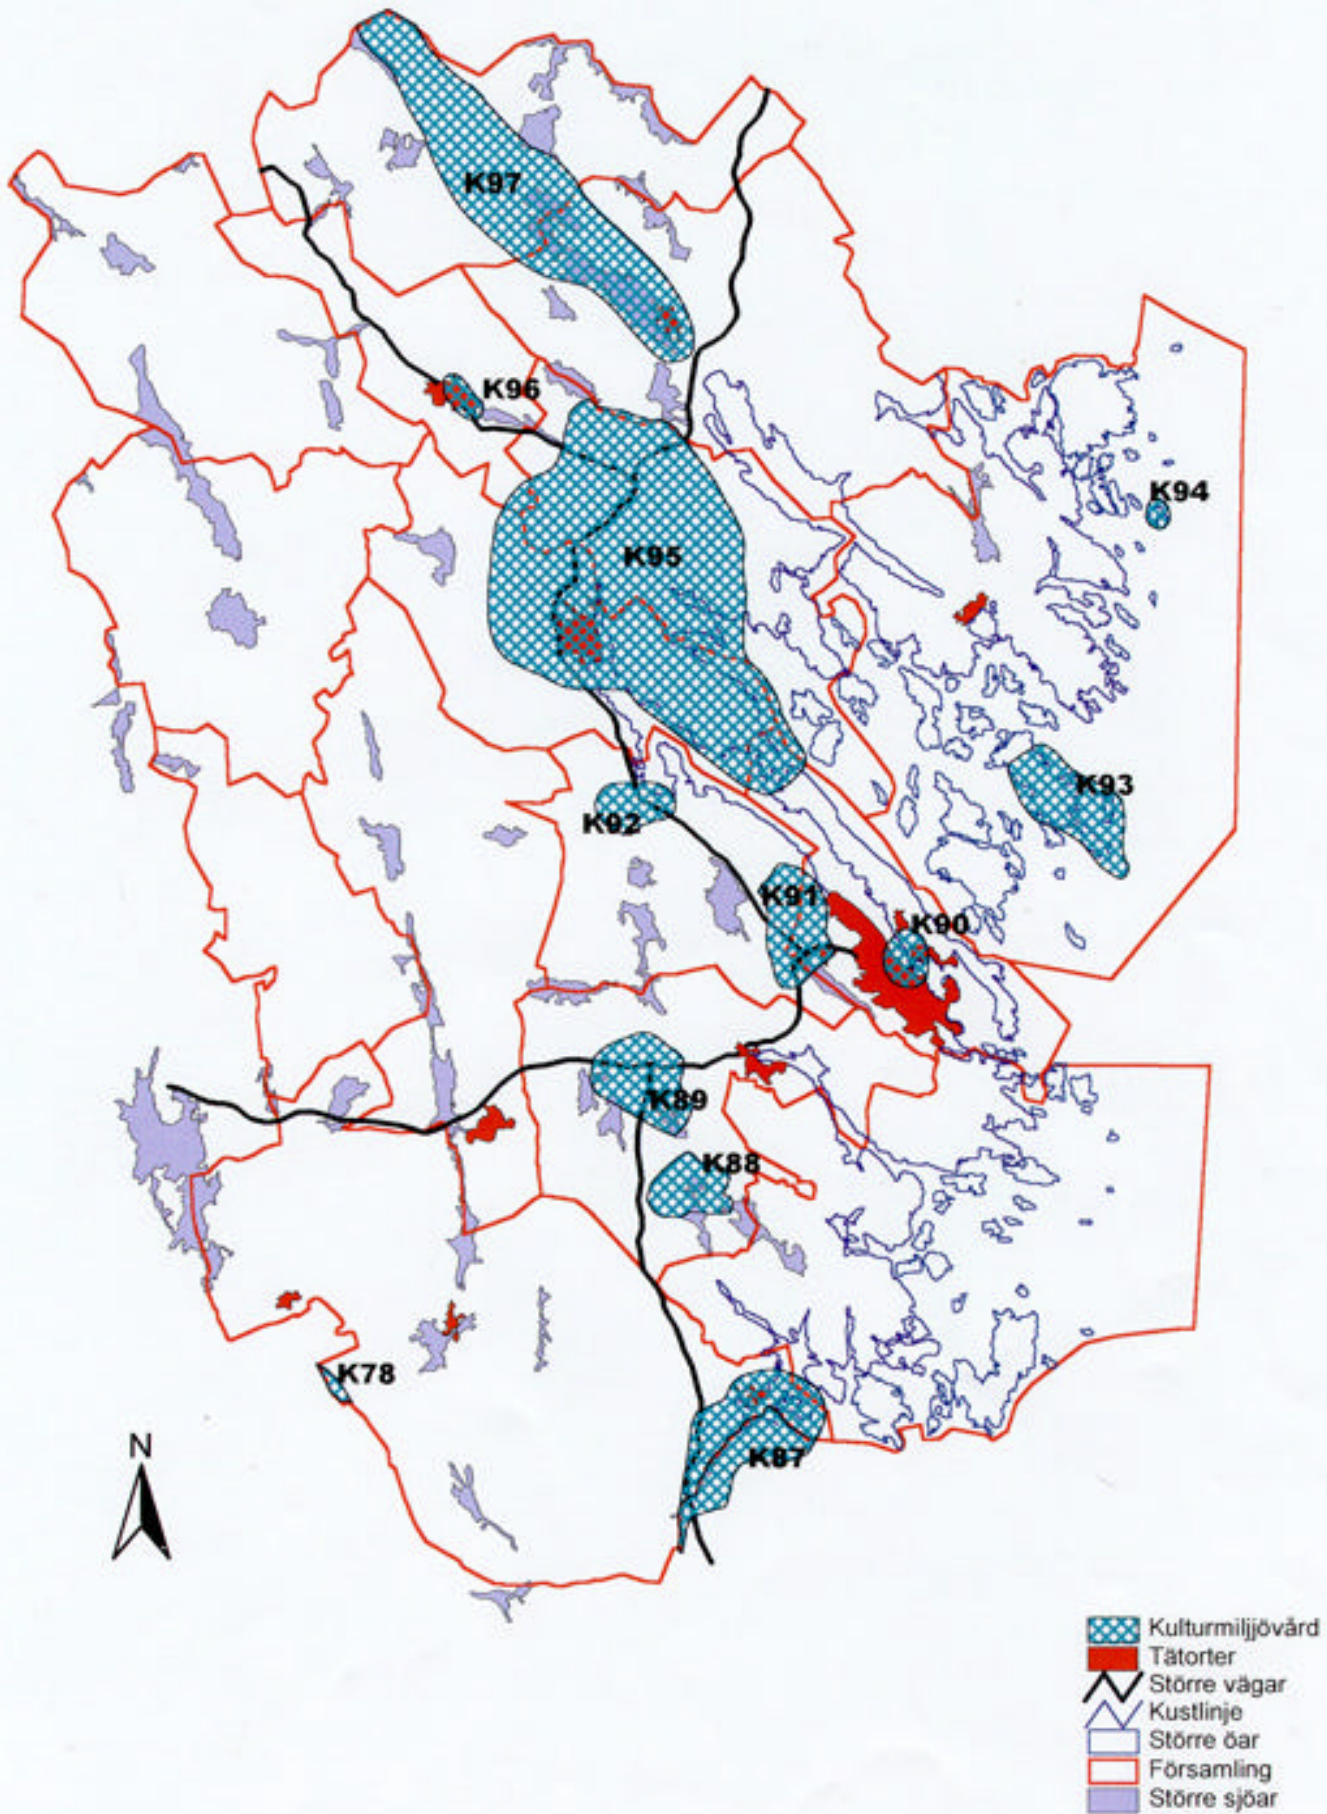 K97
K96
K94
K95
K93
K92
K91
K90
K89
K88
K78
K87
N
Kulturmiljjövård
Tätorter
Större vägar
Kustlinje
Större öar
Församling
Större sjöar